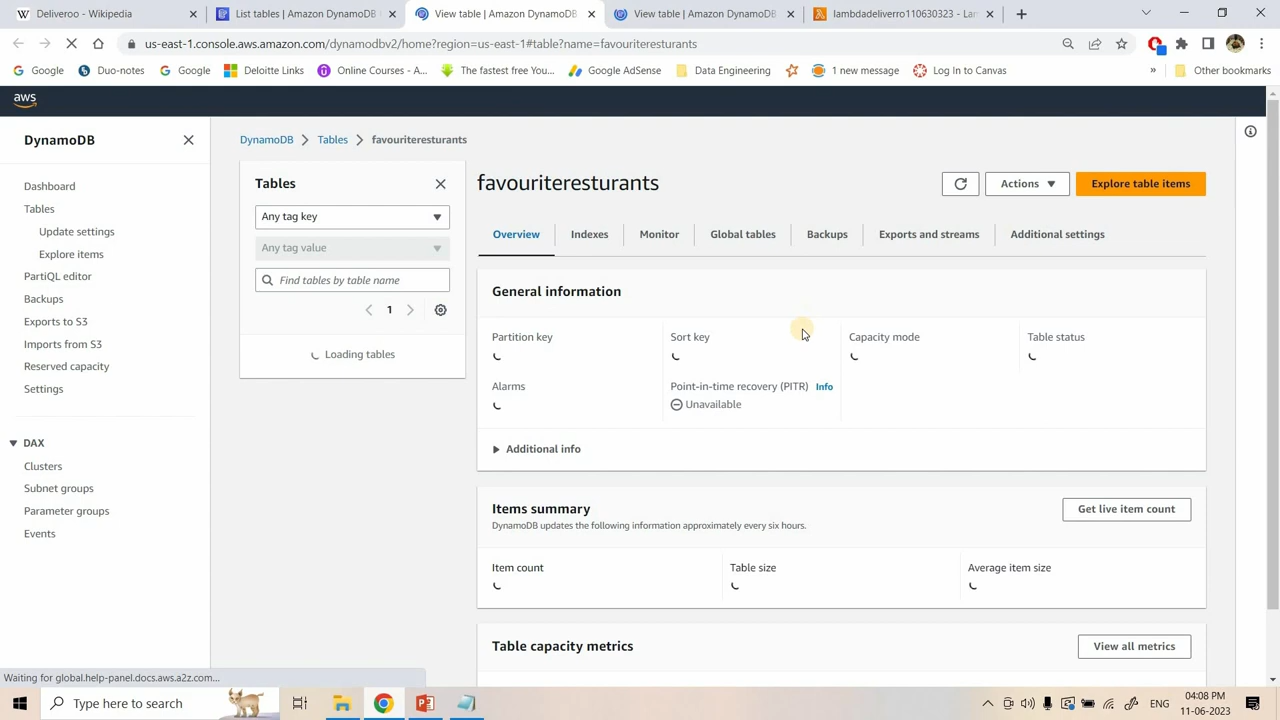 Deliveroo - Wikipedia
List tables | Amazon DynamoDB
View table | Amazon DynamoDB
View table | Amazon DynamoDB
lambdadeliverro110630323 - Lam
us-east-1.console.aws.amazon.com/dynamodbv2/home?region=us-east-1#table?name=favouriteresturants
Google
Duo-notes
Google
Deloitte Links
Online Courses - A...
The fastest free You...
Google AdSense
Data Engineering
1 new message
Log In to Canvas
»
Other bookmarks
aws
DynamoDB
DynamoDB
Tables
favouriteresturants
Dashboard
Tables
Update settings
Explore items
PartiQL editor
Backups
Exports to S3
Imports from S3
Reserved capacity
Settings
DAX
Clusters
Subnet groups
Parameter groups
Events
Tables
Any tag key
Any tag value
Find tables by table name
1
Loading tables
favouriteresturants
Actions
Explore table items
Overview
Indexes
Monitor
Global tables
Backups
Exports and streams
Additional settings
General information
Partition key
Sort key
Capacity mode
Table status
Alarms
Point-in-time recovery (PITR) Info
Unavailable
Additional info
Items summary
Get live item count
DynamoDB updates the following information approximately every six hours.
Item count
Table size
Average item size
Table capacity metrics
View all metrics
Waiting for global.help-panel.docs.aws.a2z.com...
Type here to search
ENG
04:08 PM
11-06-2023